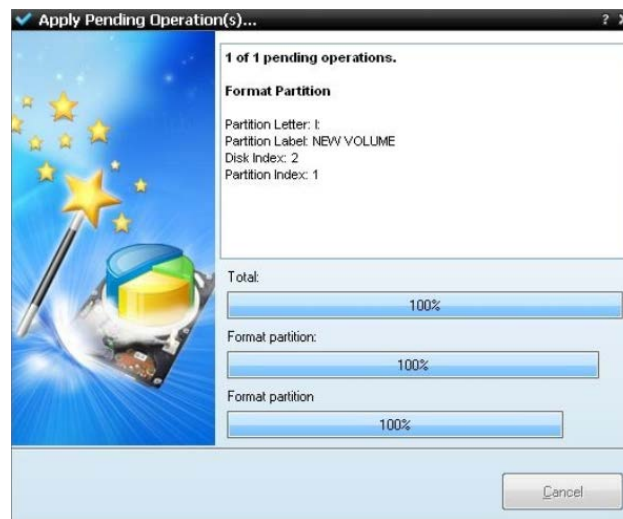 Apply Pending Operation(s)...
?
1 of 1 pending operations.
Format Partition
Partition Letter: I:
Partition Label: NEW VOLUME
Disk Index: 2
Partition Index: 1
Total:
100%
Format partition:
100%
Format partition
100%
Cancel